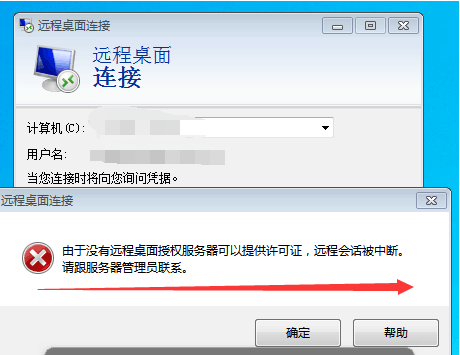 远程桌面连接
远程桌面
连接
计算机(C):
用户名:
当您连接时将向您询问凭据。
远程桌面连接
由于没有远程桌面授权服务器可以提供许可证，远程会话被中断。
请跟服务器管理员联系。
确定
帮助